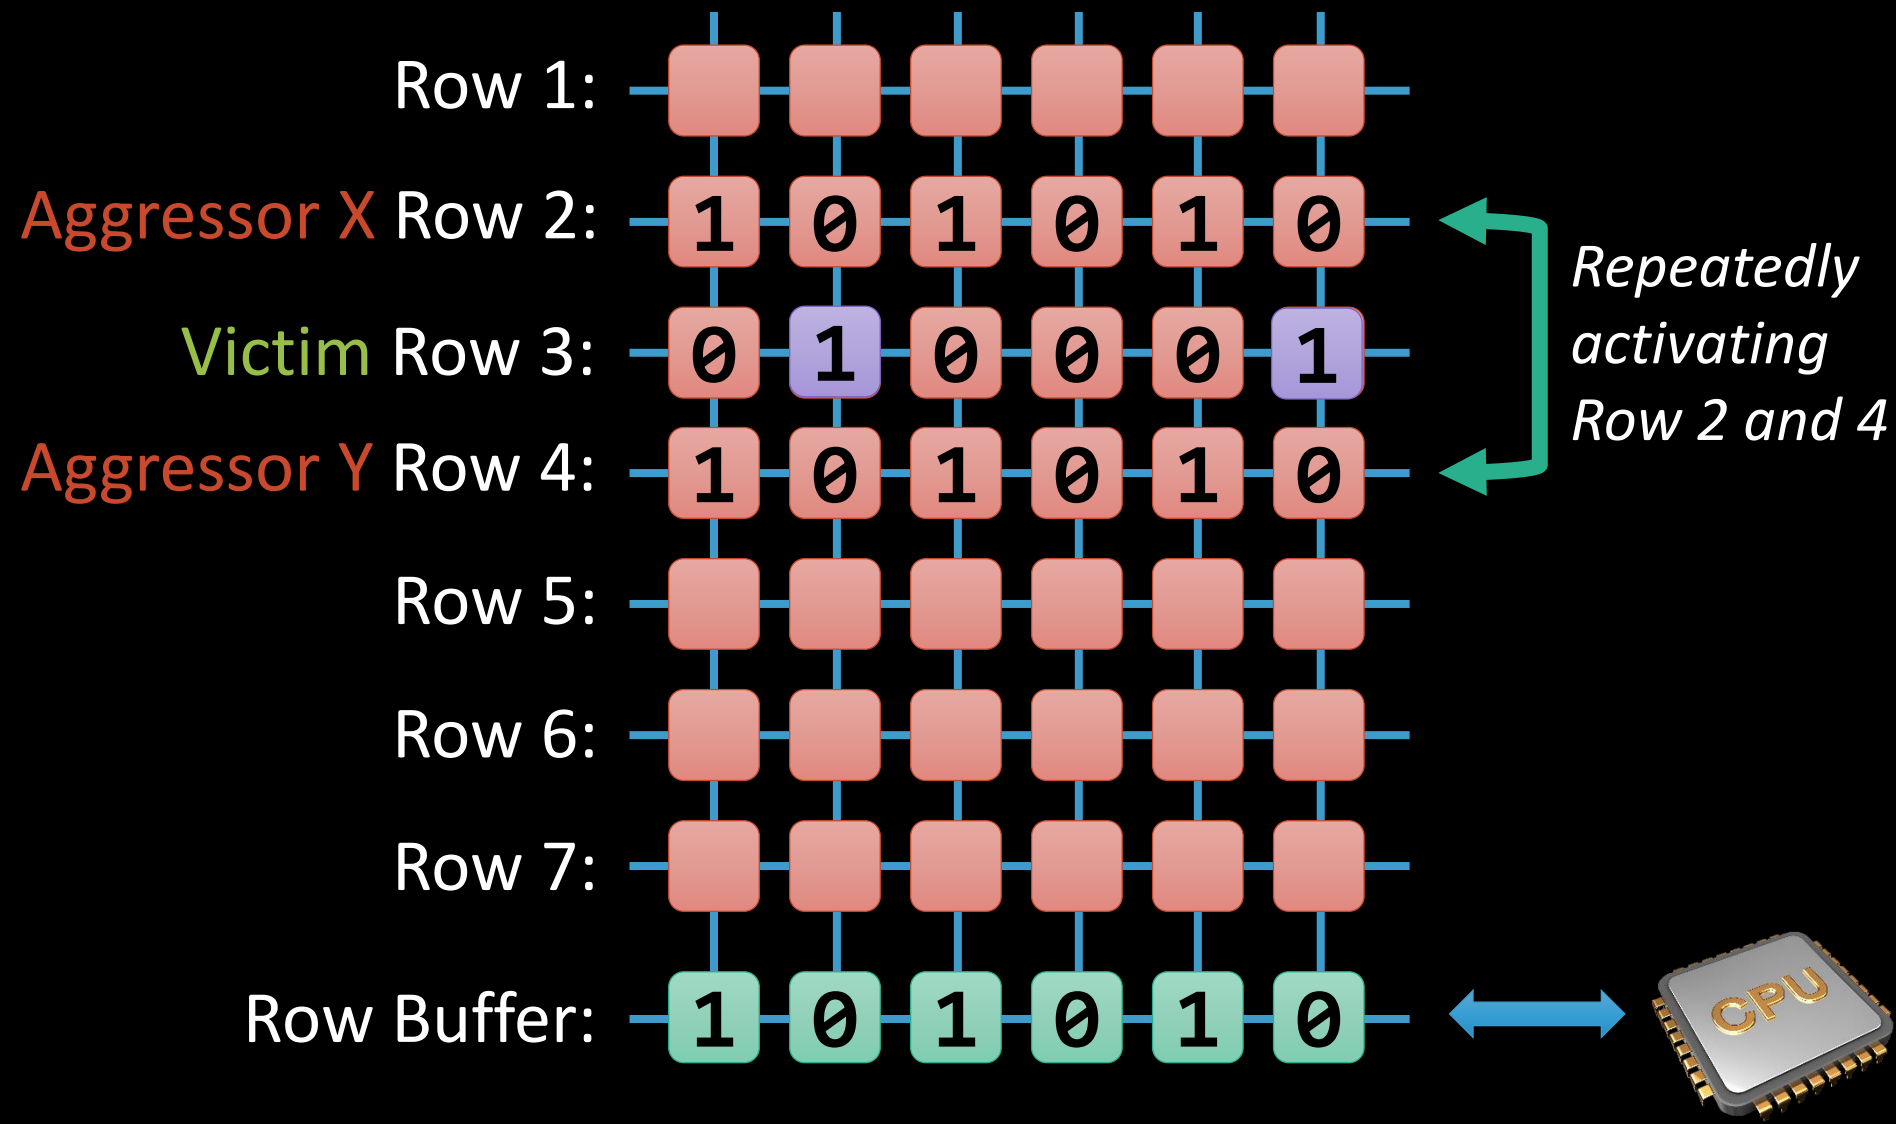 Row 1:
Aggressor X Row 2: 1 0 1 0 1 0
Victim Row 3: 0 1 0 0 0 1
Aggressor Y Row 4: 1 0 1 0 1 0
Repeatedly
activating
Row 2 and 4
Row 5:
Row 6:
Row 7:
Row Buffer: 1 0 1 0 1 0
CPU